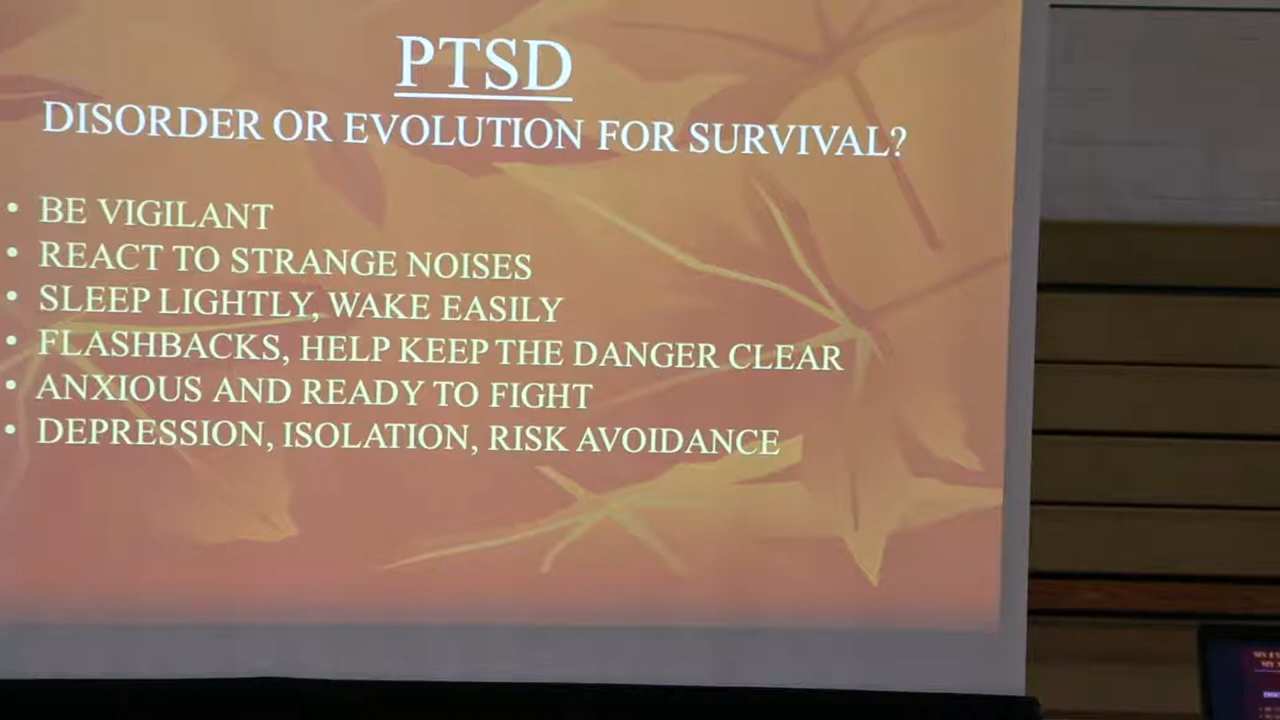 PTSD
DISORDER OR EVOLUTION FOR SURVIVAL?
• BE VIGILANT
• REACT TO STRANGE NOISES
• SLEEP LIGHTLY, WAKE EASILY
• FLASHBACKS, HELP KEEP THE DANGER CLEAR
• ANXIOUS AND READY TO FIGHT
• DEPRESSION, ISOLATION, RISK AVOIDANCE